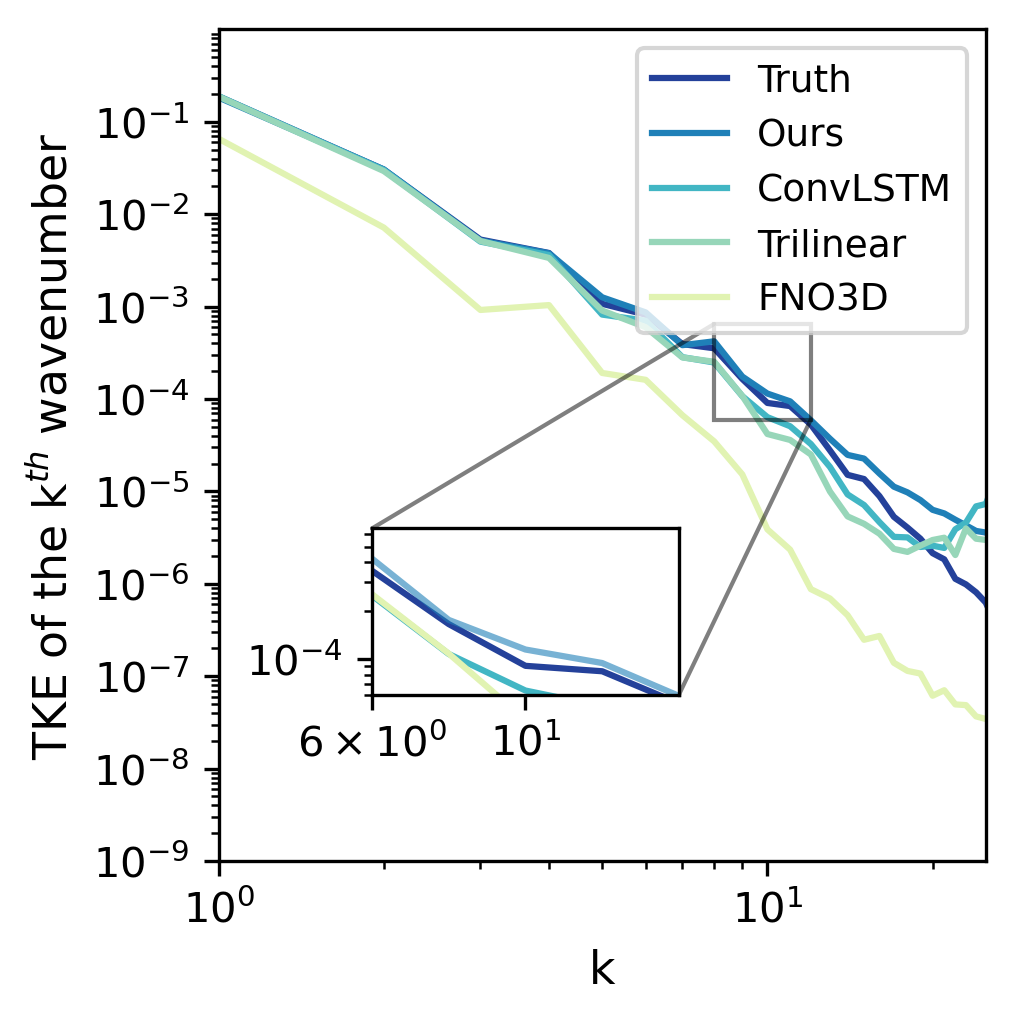 Truth
Ours
ConvLSTM
Trilinear
FNO3D
TKE of the k^{th} wavenumber
10^{-1}
10^{-2}
10^{-3}
10^{-4}
10^{-5}
10^{-6}
10^{-7}
10^{-8}
10^{-9}
10^{-4}
6 × 10^{0}
10^{1}
10^{0}
10^{1}
k